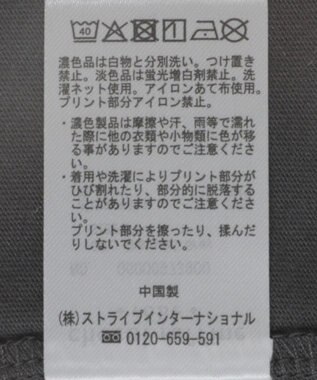 40
濃色品は白物と分別洗い。つけ置き
禁止。淡色品は蛍光増白剤禁止。洗
濯ネット使用。アイロンあて布使用。
プリント部分アイロン禁止。
・濃色製品は摩擦や汗、雨等で濡れ
た際に他の衣類や小物類に色が移
る事がありますのでご注意くださ
い。
・着用や洗濯によりプリント部分が
ひび割れたり、部分的に脱落する
ことがありますのでご注意くださ
い。
プリント部分を擦ったり、揉んだ
りしないでください。
中国製
(株)ストライプインターナショナル
0120-659-591